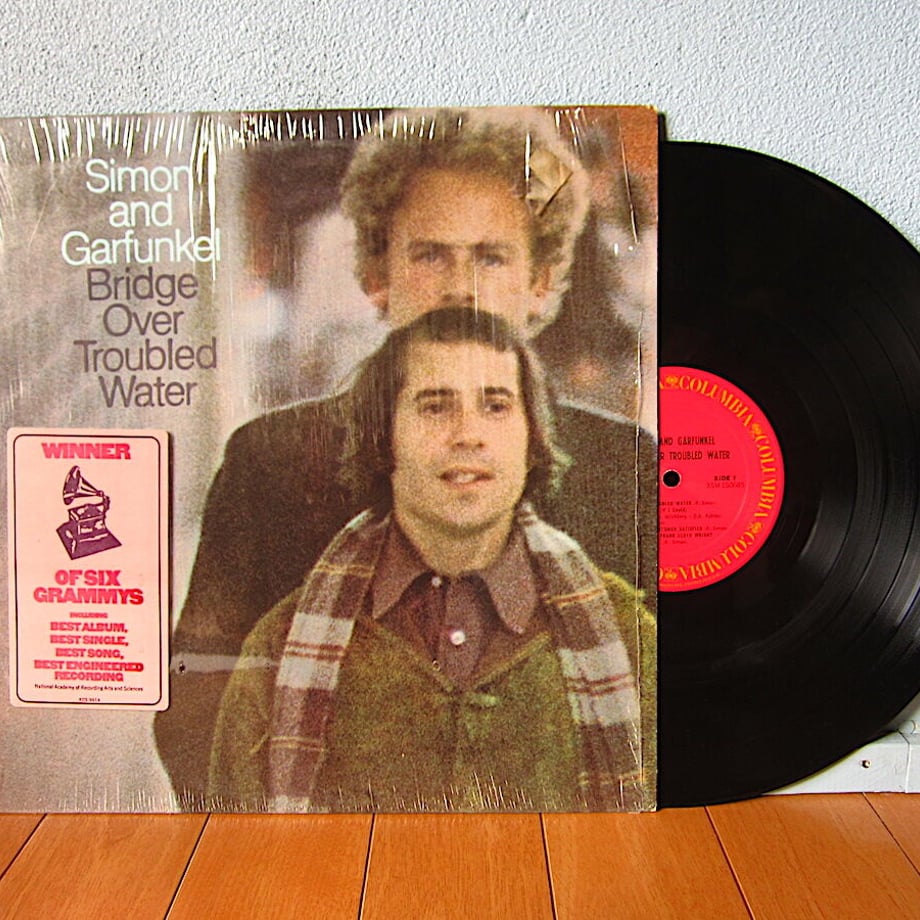 Simon
and
Garfunkel
Bridge
Over
Troubled
Water
WINNER
OF SIX
GRAMMYS
INCLUDING
BEST ALBUM,
BEST SINGLE,
BEST SONG,
BEST ENGINEERED
RECORDING
National Academy of Recording Arts and Sciences
COLUMBIA COLUMBIA COLUMBIA
AND GARFUNKEL
TROUBLED WATER
SIDE 1